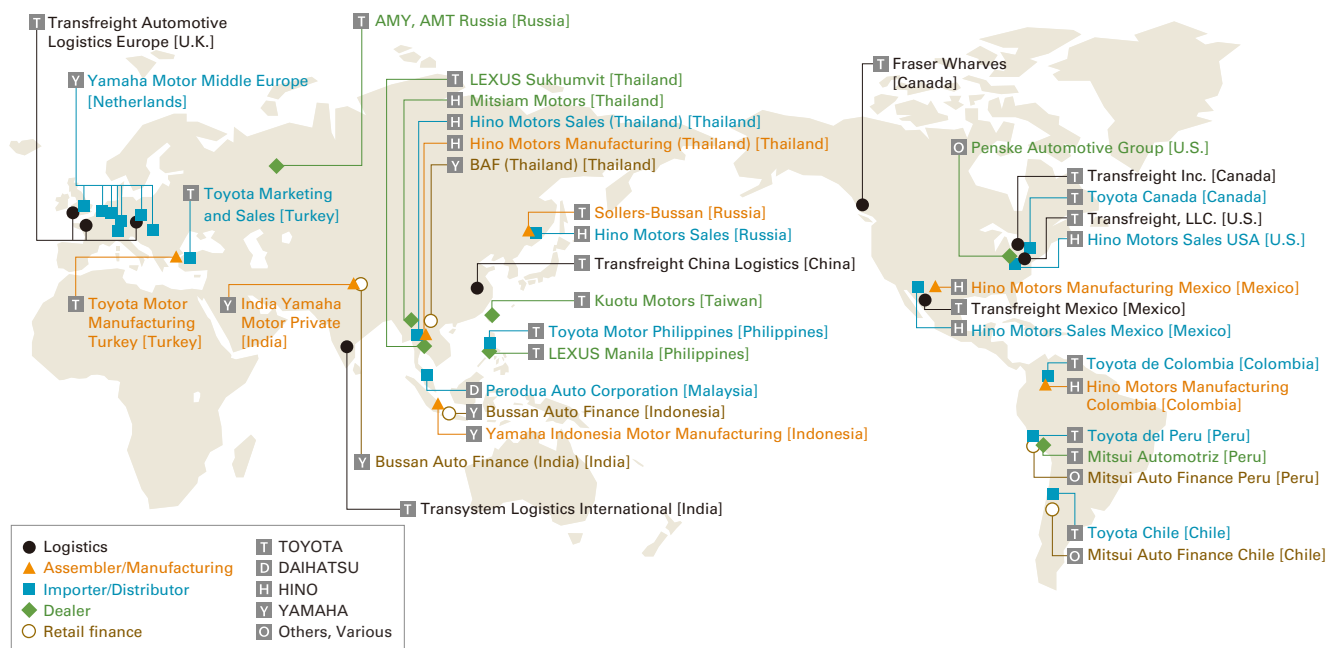 T Transfreight Automotive
Logistics Europe [U.K.]
T AMY, AMT Russia [Russia]
Y Yamaha Motor Middle Europe
[Netherlands]
T LEXUS Sukhumvit [Thailand]
H Mitsiam Motors [Thailand]
H Hino Motors Sales (Thailand) [Thailand]
H Hino Motors Manufacturing (Thailand) [Thailand]
Y BAF (Thailand) [Thailand]
T Fraser Wharves
[Canada]
O Penske Automotive Group [U.S.]
T Transfreight Inc. [Canada]
T Toyota Canada [Canada]
T Transfreight, LLC. [U.S.]
H Hino Motors Sales USA [U.S.]
T Toyota Marketing
and Sales [Turkey]
T Sollers-Bussan [Russia]
H Hino Motors Sales [Russia]
T Transfreight China Logistics [China]
T Toyota Motor
Manufacturing
Turkey [Turkey]
Y India Yamaha
Motor Private
[India]
T Kuotu Motors [Taiwan]
T Toyota Motor Philippines [Philippines]
T LEXUS Manila [Philippines]
H Hino Motors Manufacturing Mexico [Mexico]
T Transfreight Mexico [Mexico]
H Hino Motors Sales Mexico [Mexico]
D Perodua Auto Corporation [Malaysia]
Y Bussan Auto Finance [Indonesia]
Y Yamaha Indonesia Motor Manufacturing [Indonesia]
Y Bussan Auto Finance (India) [India]
T Transystem Logistics International [India]
T Toyota de Colombia [Colombia]
H Hino Motors Manufacturing
Colombia [Colombia]
T Toyota del Peru [Peru]
T Mitsui Automotriz [Peru]
O Mitsui Auto Finance Peru [Peru]
T Toyota Chile [Chile]
O Mitsui Auto Finance Chile [Chile]
Logistics
Assembler/Manufacturing
Importer/Distributor
Dealer
Retail finance
T TOYOTA
D DAIHATSU
H HINO
Y YAMAHA
O Others, Various